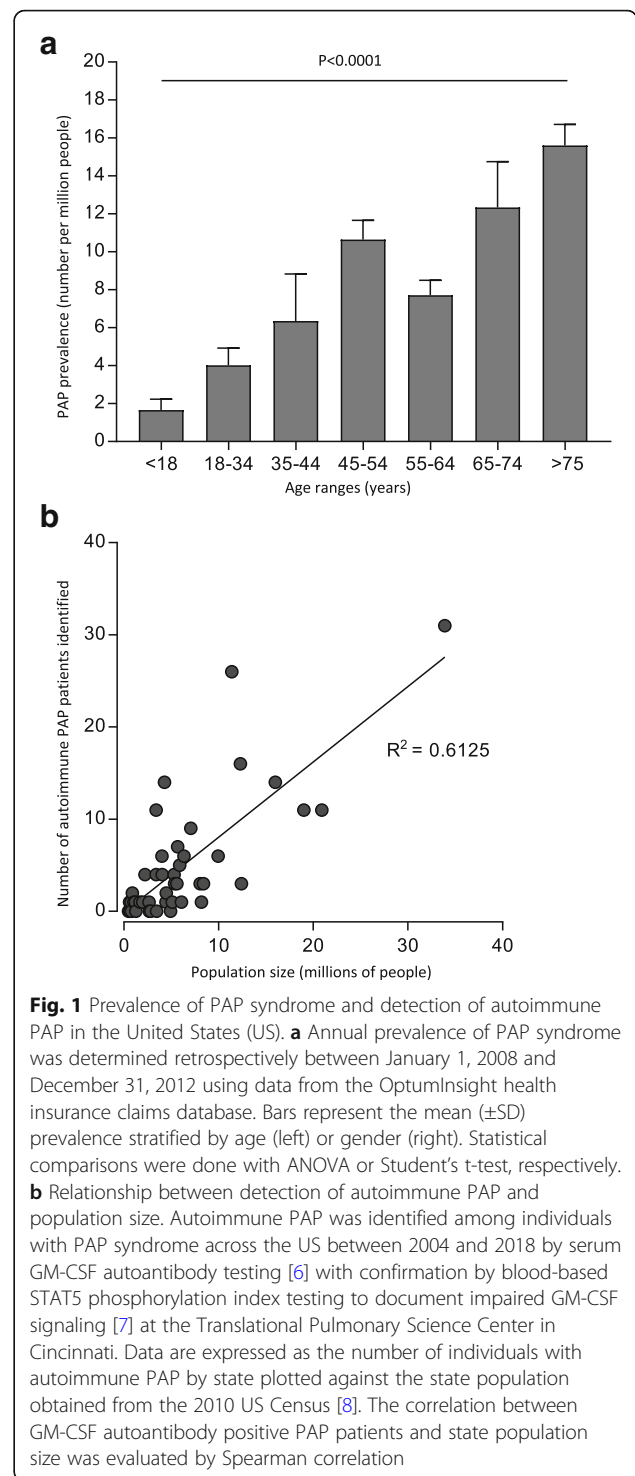 a
P<0.0001
PAP prevalence (number per million people)
20
18
16
14
12
10
8
6
4
2
0
<18 18-34 35-44 45-54 55-64 65-74 >75
Age ranges (years)
b
Number of autoimmune PAP patients identified
40
30
20
10
0
R² = 0.6125
0 10 20 30 40
Population size (millions of people)
Fig. 1 Prevalence of PAP syndrome and detection of autoimmune
PAP in the United States (US). a Annual prevalence of PAP syndrome
was determined retrospectively between January 1, 2008 and
December 31, 2012 using data from the OptumInsight health
insurance claims database. Bars represent the mean (±SD)
prevalence stratified by age (left) or gender (right). Statistical
comparisons were done with ANOVA or Student's t-test, respectively.
b Relationship between detection of autoimmune PAP and
population size. Autoimmune PAP was identified among individuals
with PAP syndrome across the US between 2004 and 2018 by serum
GM-CSF autoantibody testing [6] with confirmation by blood-based
STAT5 phosphorylation index testing to document impaired GM-CSF
signaling [7] at the Translational Pulmonary Science Center in
Cincinnati. Data are expressed as the number of individuals with
autoimmune PAP by state plotted against the state population
obtained from the 2010 US Census [8]. The correlation between
GM-CSF autoantibody positive PAP patients and state population
size was evaluated by Spearman correlation